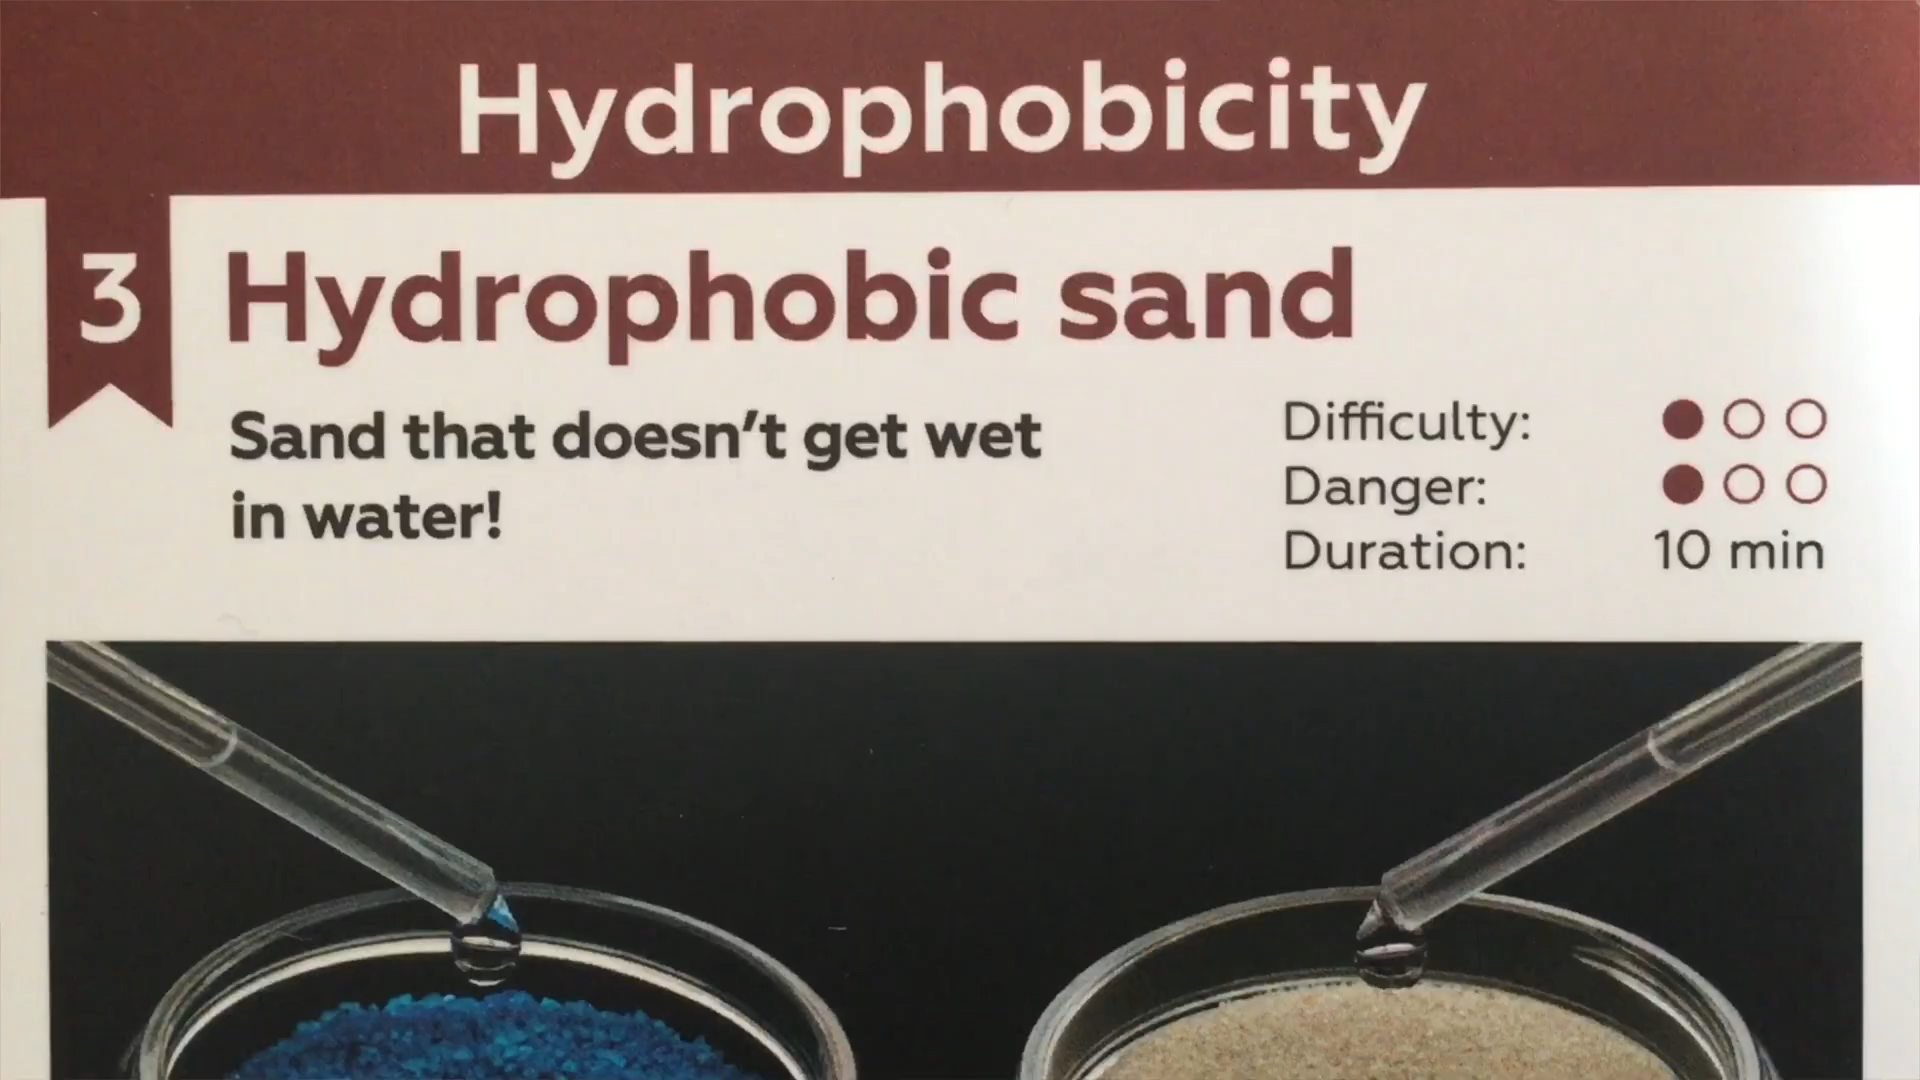 Hydrophobicity
3
Hydrophobic sand
Sand that doesn't get wet
in water!
Difficulty:
Danger:
Duration: 10 min